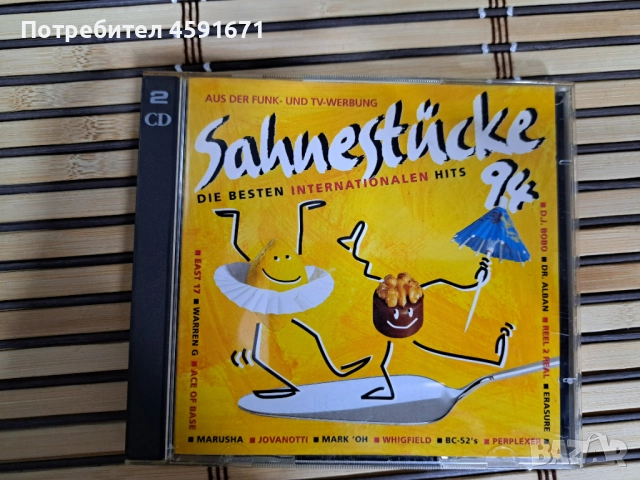 Потребител 4591671
2
CD
AUS DER FUNK- UND TV-WERBUNG
Sahnestücke
DIE BESTEN INTERNATIONALEN HITS
94
■ EAST 17 ■ WARREN G ■ ACE OF BASE
■ D.J. BOBO ■ DR. ALBAN ■ REEL 2 REAL ■ ERASURE
■ MARUSHA ■ JOVANOTTI ■ MARK 'OH ■ WHIGFIELD ■ BC-52's ■ PERPLEXER ■
BAZAR